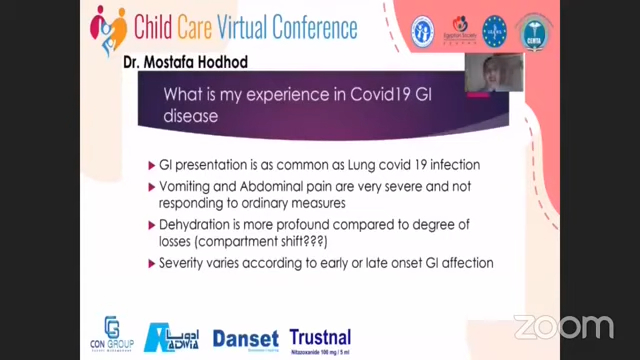 Child Care Virtual Conference
Dr. Mostafa Hodhod
What is my experience in Covid19 GI
disease
GI presentation is as common as Lung covid 19 infection
Vomiting and Abdominal pain are very severe and not
responding to ordinary measures
Dehydration is more profound compared to degree of
losses (compartment shift???)
Severity varies according to early or late onset GI affection
CON GROUP
ادويا
ADWIA
Danset
Trustnal
Nitazoxanide 100 mg / 5 ml
zoom